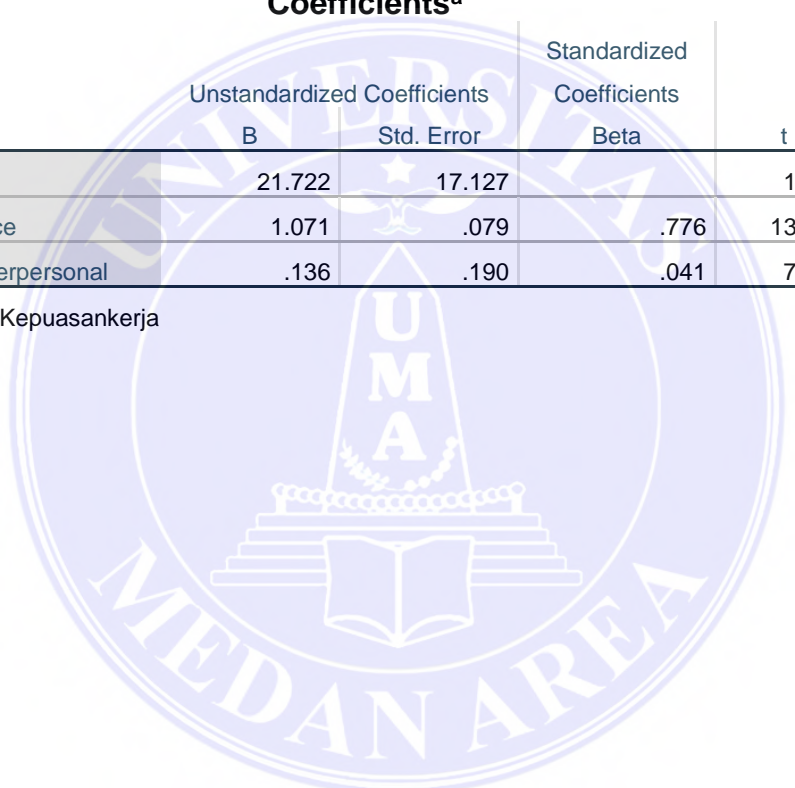 Coefficientsª
Standardized
Unstandardized Coefficients Coefficients
B Std. Error Beta t
21.722 17.127 1
ce 1.071 .079 .776 13
erpersonal .136 .190 .041 7
Kepuasankerja
UNIVERSITAS
UMA
MEDAN AREA